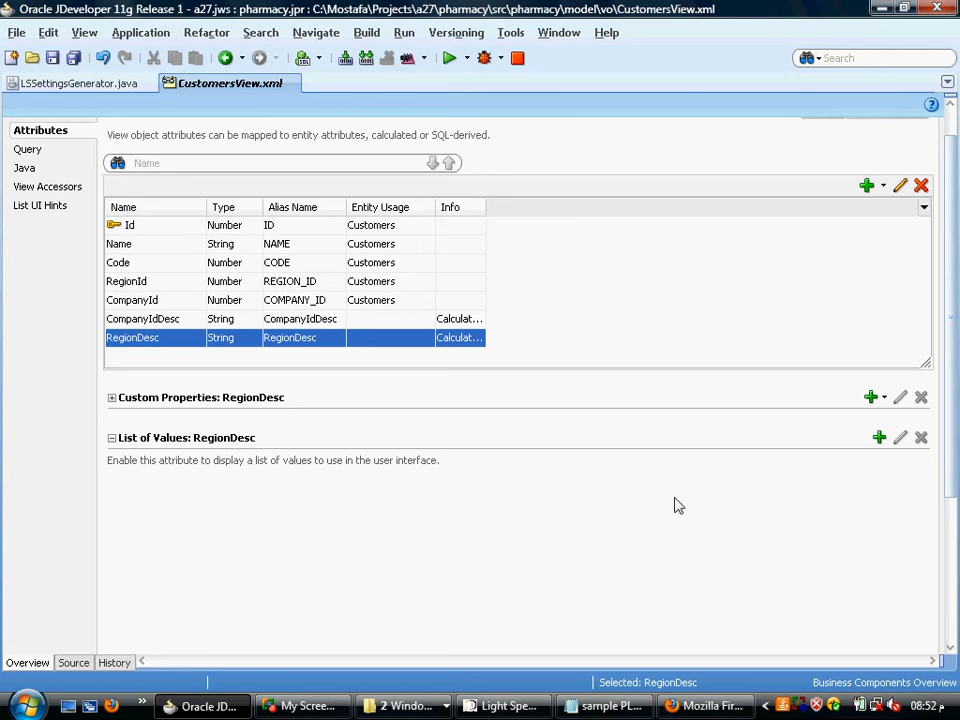 Oracle JDeveloper 11g Release 1 - a27.jws : pharmacy.jpr : C:\Mostafa\Projects\a27\pharmacy\src\pharmacy\model\vo\CustomersView.xml
File Edit View Application Refactor Search Navigate Build Run Versioning Tools Window Help
Search
LSSettingsGenerator.java CustomersView.xml
Attributes
Query
Java
View Accessors
List UI Hints
View object attributes can be mapped to entity attributes, calculated or SQL-derived.
Name
Name Type Alias Name Entity Usage Info
Id Number ID Customers
Name String NAME Customers
Code Number CODE Customers
RegionId Number REGION_ID Customers
CompanyId Number COMPANY_ID Customers
CompanyIdDesc String CompanyIdDesc Calculat...
RegionDesc String RegionDesc Calculat...
Custom Properties: RegionDesc
List of Values: RegionDesc
Enable this attribute to display a list of values to use in the user interface.
Overview Source History
Selected: RegionDesc Business Components Overview
Oracle JD... My Scree... 2 Windo... Light Spe... sample PL... Mozilla Fir... 08:52 م